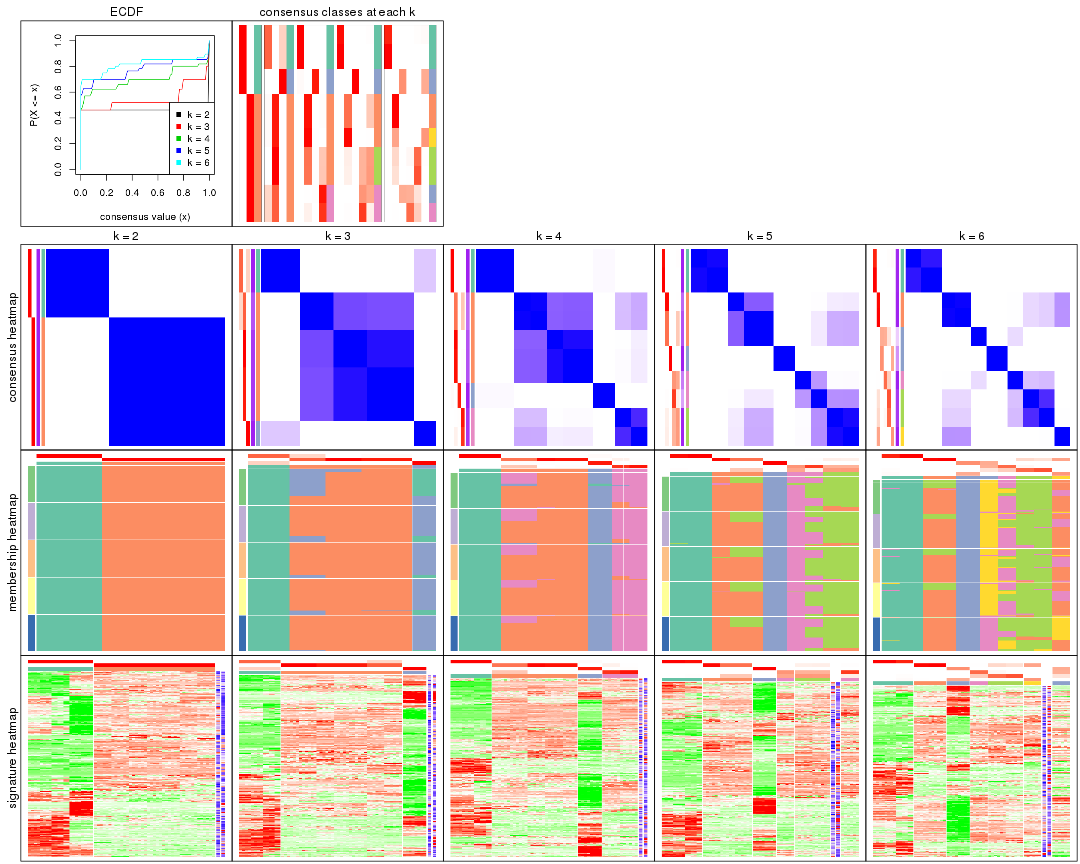 ECDF
consensus classes at each k
P(X <= x)
1.0
0.8
0.6
0.4
0.2
0.0
k = 2
k = 3
k = 4
k = 5
k = 6
0.0 0.2 0.4 0.6 0.8 1.0
consensus value (x)
k = 2
k = 3
k = 4
k = 5
k = 6
consensus heatmap
membership heatmap
signature heatmap